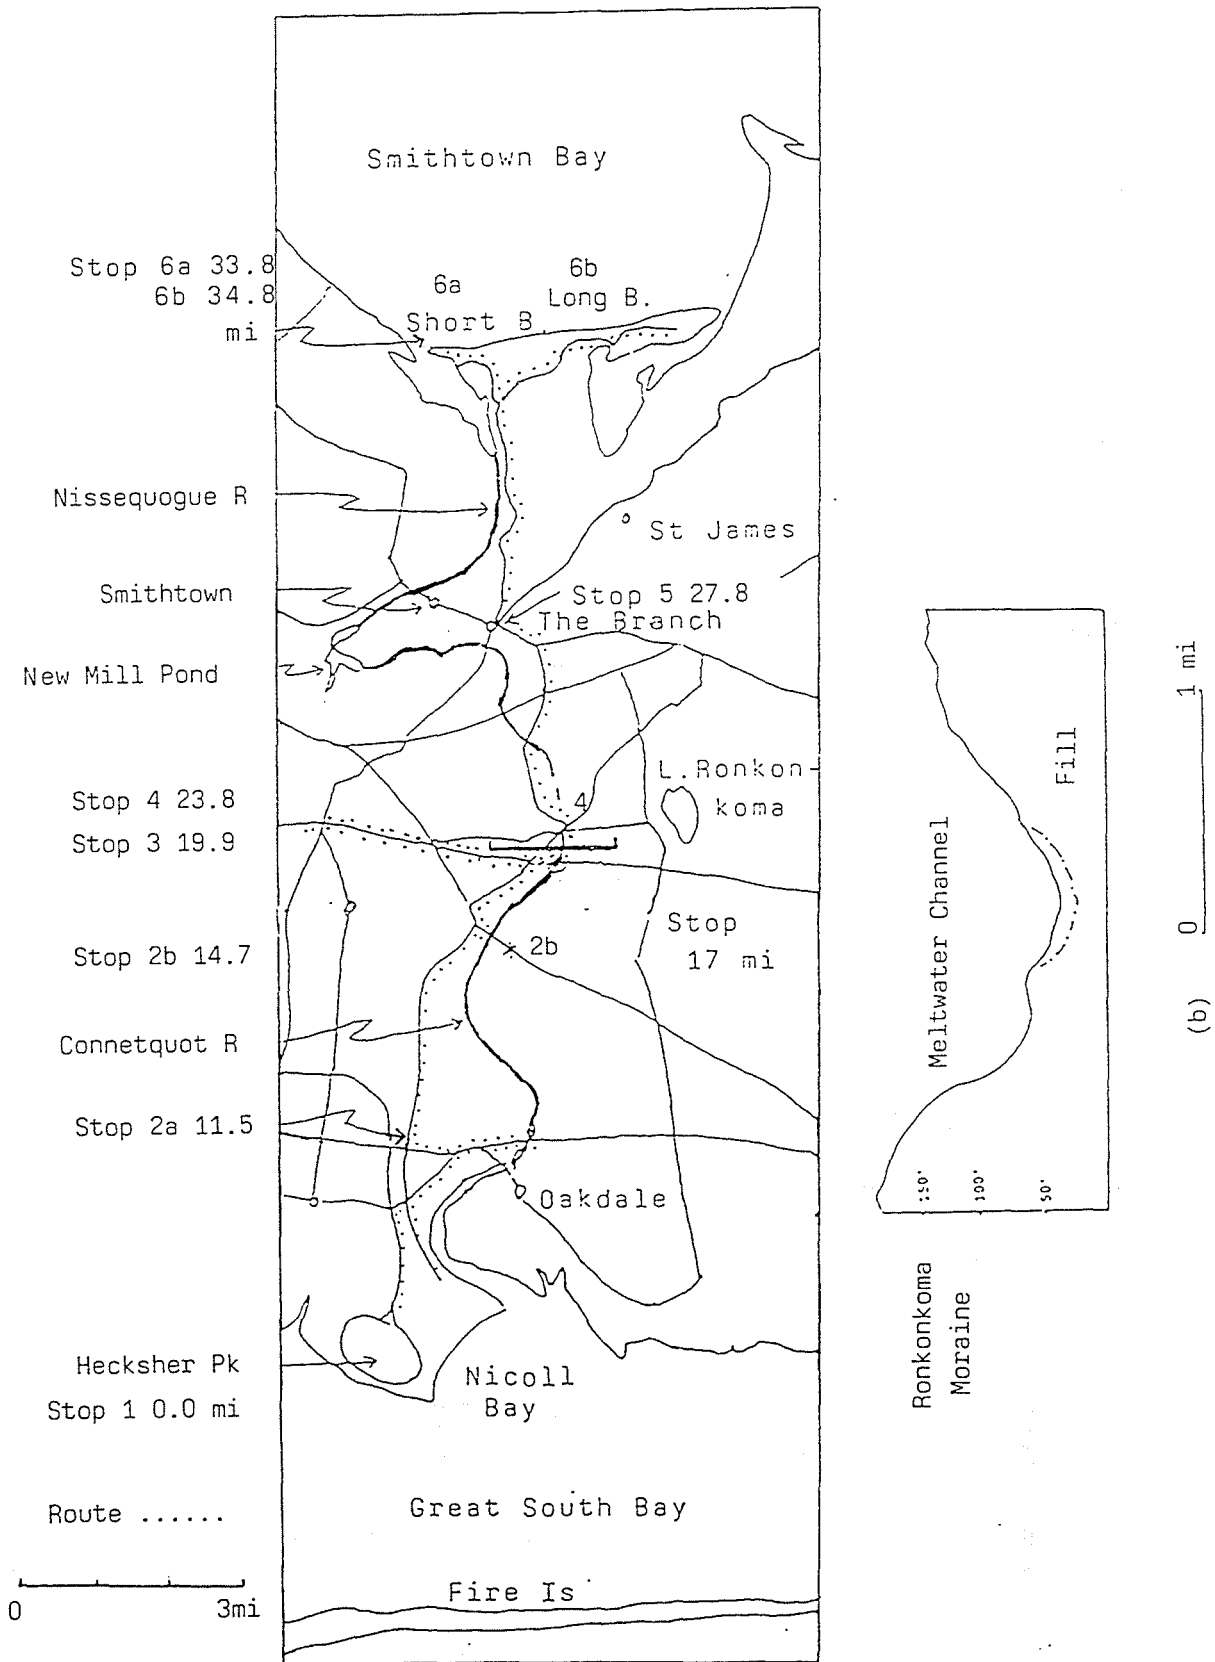 Smithtown Bay
Stop 6a 33.8
6b 34.8
mi
6a
Short B.
6b
Long B.
Nissequogue R
St James
Smithtown
Stop 5 27.8
The Branch
New Mill Pond
L. Ronkon
koma
Stop 4 23.8
4
Stop 3 19.9
Stop
17 mi
Stop 2b 14.7
2b
Connetquot R
Stop 2a 11.5
Oakdale
Hecksher Pk
Stop 1 0.0 mi
Nicoll
Bay
Route ......
Great South Bay
Fire Is
0 3mi
Meltwater Channel
Fill
150'
100'
50'
Ronkonkoma
Moraine
0 1 mi
(b)